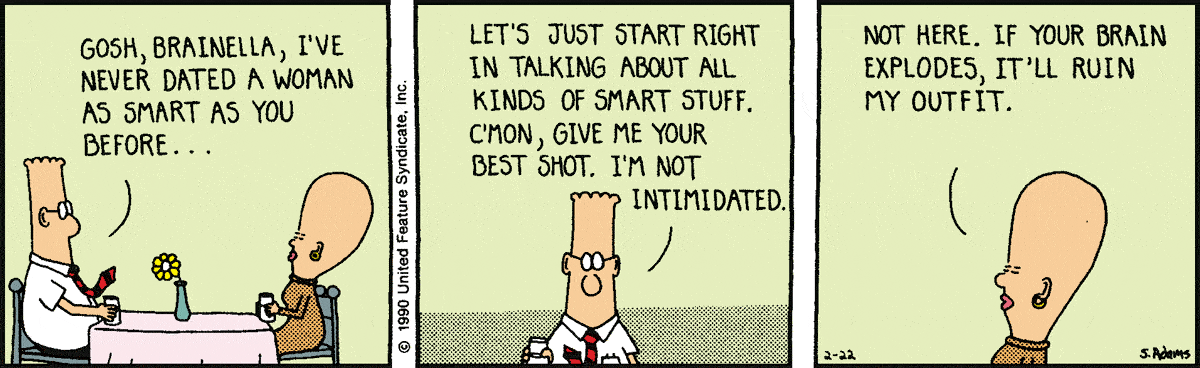 GOSH, BRAINELLA, I'VE
NEVER DATED A WOMAN
AS SMART AS YOU
BEFORE...
© 1990 United Feature Syndicate, Inc.
LET'S JUST START RIGHT
IN TALKING ABOUT ALL
KINDS OF SMART STUFF.
C'MON, GIVE ME YOUR
BEST SHOT. I'M NOT
INTIMIDATED.
NOT HERE. IF YOUR BRAIN
EXPLODES, IT'LL RUIN
MY OUTFIT.
2-22
S. Adams